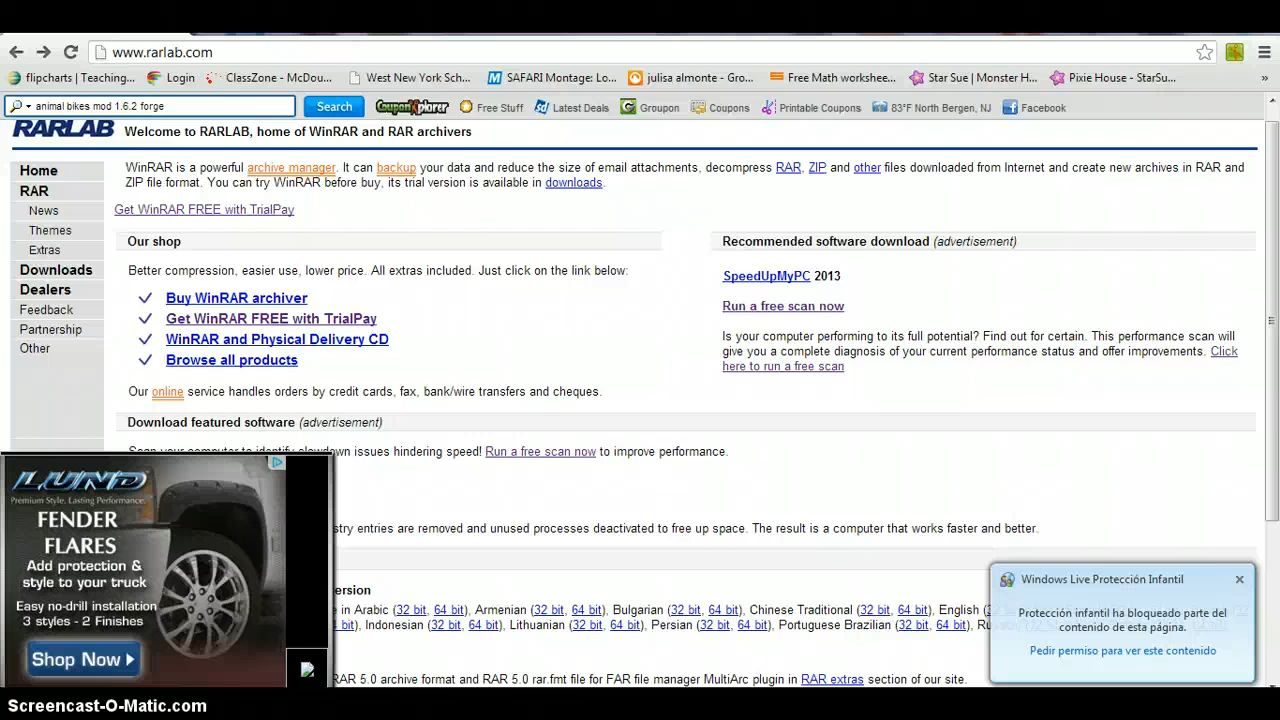 www.rarlab.com
flipcharts | Teaching... Login ClassZone - McDou... West New York Sch... SAFARI Montage: Lo... julisa almonte - Gro... Free Math workshee... Star Sue | Monster H... Pixie House - StarSu... »
animal bikes mod 1.6.2 forge Search CouponXplorer Free Stuff Latest Deals Groupon Coupons Printable Coupons 83°F North Bergen, NJ Facebook
RARLAB Welcome to RARLAB, home of WinRAR and RAR archivers
Home
RAR
News
Themes
Extras
Downloads
Dealers
Feedback
Partnership
Other
WinRAR is a powerful archive manager. It can backup your data and reduce the size of email attachments, decompress RAR, ZIP and other files downloaded from Internet and create new archives in RAR and
ZIP file format. You can try WinRAR before buy, its trial version is available in downloads.
Get WinRAR FREE with TrialPay
Our shop
Better compression, easier use, lower price. All extras included. Just click on the link below:
Buy WinRAR archiver
Get WinRAR FREE with TrialPay
WinRAR and Physical Delivery CD
Browse all products
Our online service handles orders by credit cards, fax, bank/wire transfers and cheques.
Recommended software download (advertisement)
SpeedUpMyPC 2013
Run a free scan now
Is your computer performing to its full potential? Find out for certain. This performance scan will
give you a complete diagnosis of your current performance status and offer improvements. Click
here to run a free scan
Download featured software (advertisement)
Scan your computer to identify slowdown issues hindering speed! Run a free scan now to improve performance.
stry entries are removed and unused processes deactivated to free up space. The result is a computer that works faster and better.
ersion
e in Arabic (32 bit, 64 bit), Armenian (32 bit, 64 bit), Bulgarian (32 bit, 64 bit), Chinese Traditional (32 bit, 64 bit), English (
bit), Indonesian (32 bit, 64 bit), Lithuanian (32 bit, 64 bit), Persian (32 bit, 64 bit), Portuguese Brazilian (32 bit, 64 bit),
RAR 5.0 archive format and RAR 5.0 rar.fmt file for FAR file manager MultiArc plugin in RAR extras section of our site.
LUND
Premium Style. Lasting Performance.
FENDER
FLARES
Add protection &
style to your truck
Easy no-drill installation
3 styles - 2 Finishes
Shop Now
Windows Live Protección Infantil
Protección infantil ha bloqueado parte del
contenido de esta página.
Pedir permiso para ver este contenido
Screencast-O-Matic.com